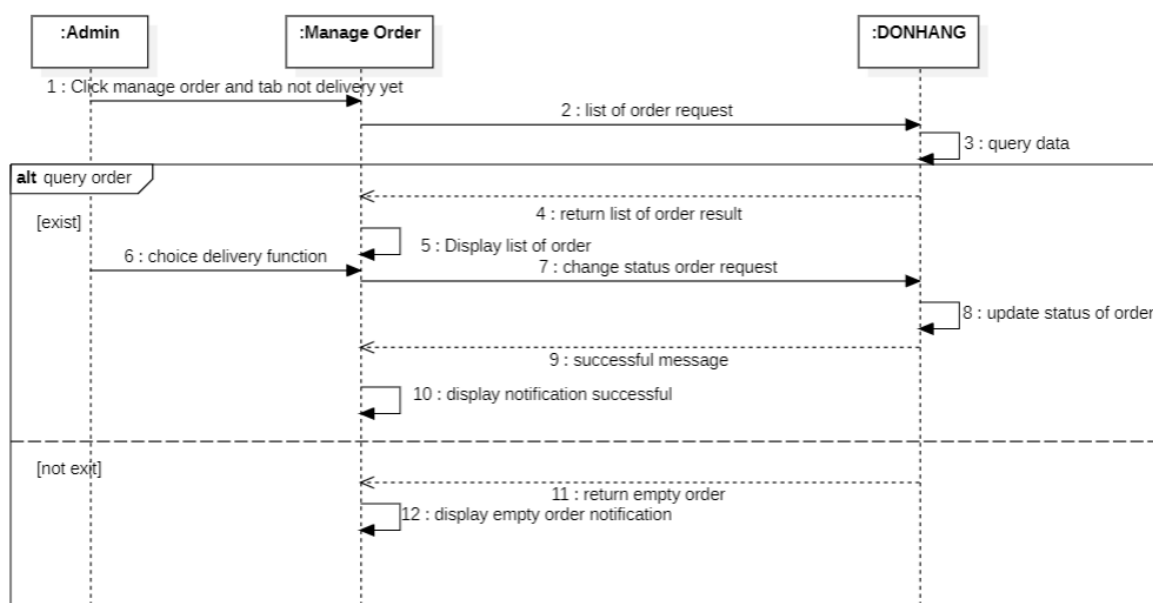 :Admin
:Manage Order
:DONHANG
1 : Click manage order and tab not delivery yet
2 : list of order request
3 : query data
alt query order
4 : return list of order result
[exist]
5 : Display list of order
6 : choice delivery function
7 : change status order request
8 : update status of order
9 : successful message
10 : display notification successful
[not exit]
11 : return empty order
12 : display empty order notification